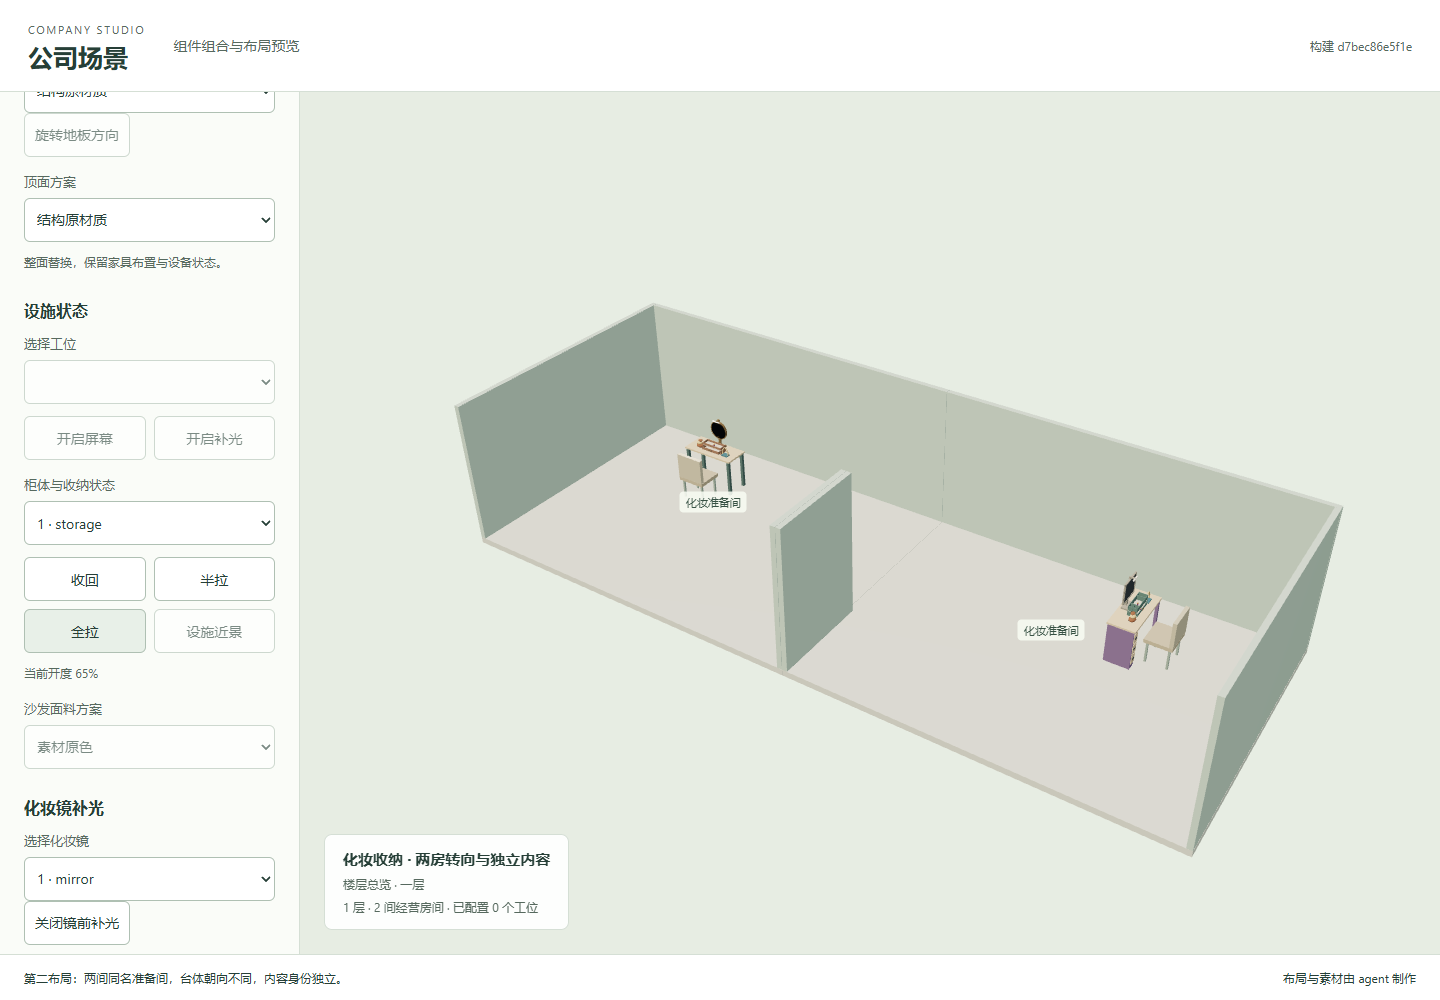 COMPANY STUDIO
公司场景
组件组合与布局预览
构建 d7bec86e5f1e
结构原材质
旋转地板方向
顶面方案
结构原材质
整面替换，保留家具布置与设备状态。
设施状态
选择工位
开启屏幕
开启补光
柜体与收纳状态
1 · storage
收回
半拉
全拉
设施近景
当前开度 65%
沙发面料方案
素材原色
化妆镜补光
选择化妆镜
1 · mirror
关闭镜前补光
化妆准备间
化妆准备间
化妆收纳 · 两房转向与独立内容
楼层总览 · 一层
1 层 · 2 间经营房间 · 已配置 0 个工位
第二布局：两间同名准备间，台体朝向不同，内容身份独立。
布局与素材由 agent 制作